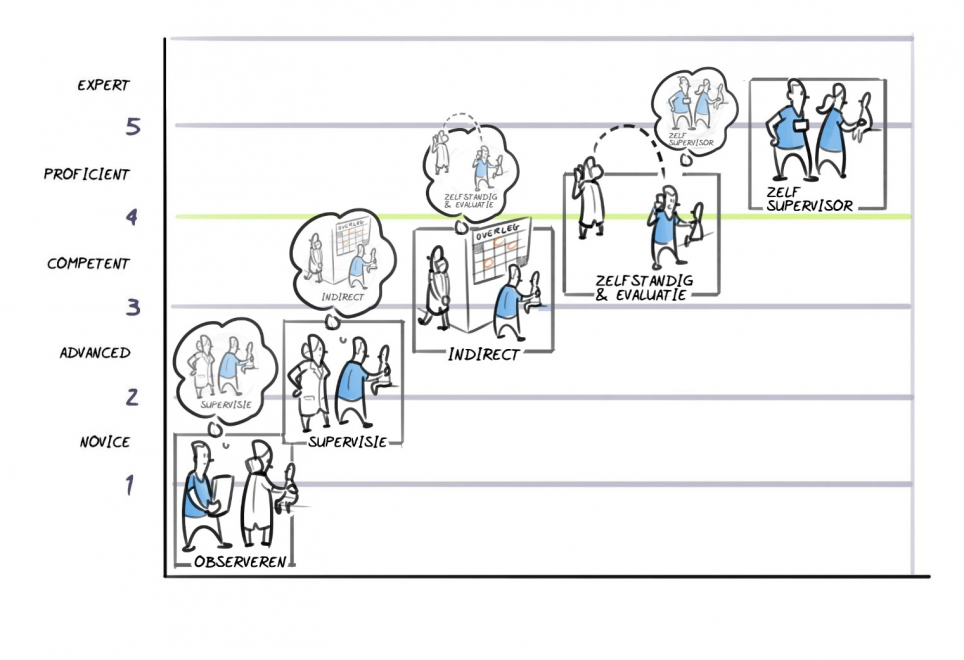 EXPERT
5
PROFICIENT
4
COMPETENT
3
ADVANCED
2
NOVICE
1
SUPERVISIE
OBSERVEREN
INDIRECT
SUPERVISIE
ZELFSTANDIG
& EVALUATIE
OVERLEG
OVERLEG
INDIRECT
ZELF
SUPERVISOR
ZELFSTANDIG
& EVALUATIE
ZELF
SUPERVISOR